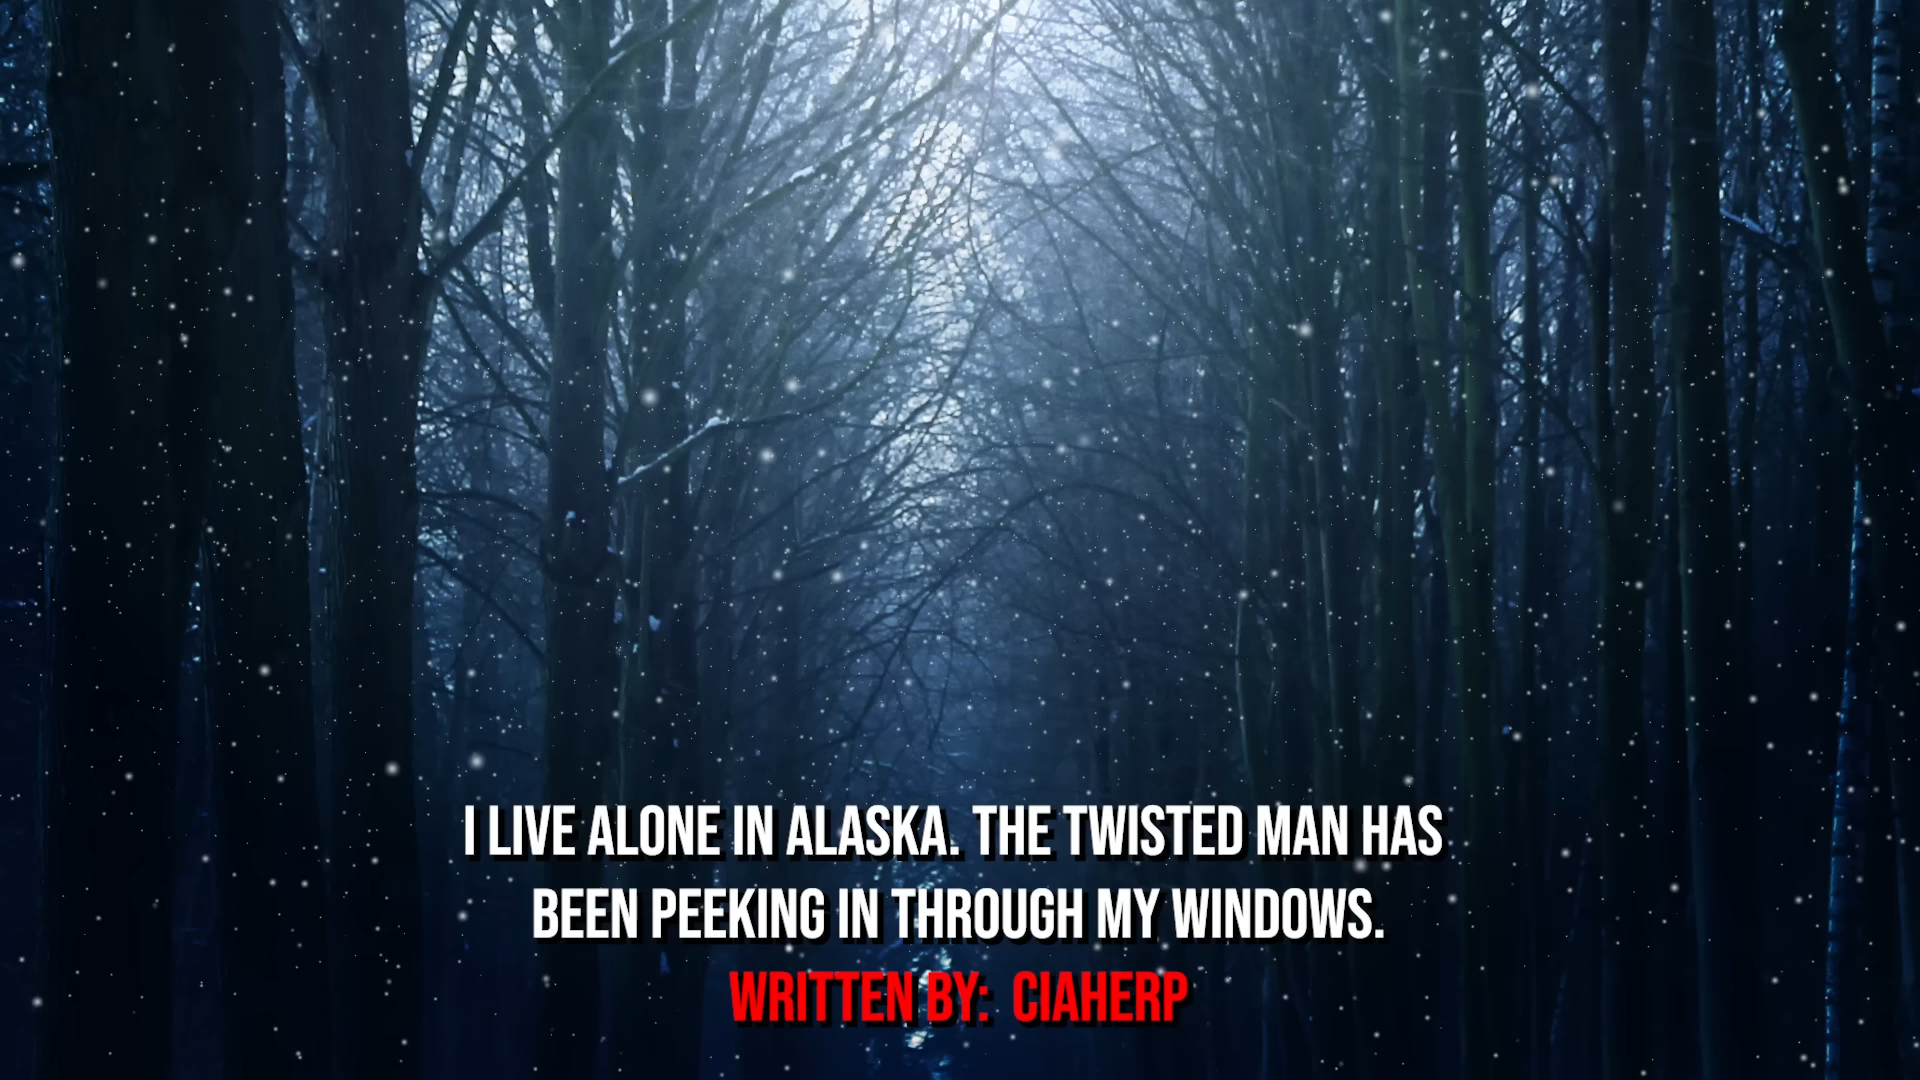 I LIVE ALONE IN ALASKA. THE TWISTED MAN HAS
BEEN PEEKING IN THROUGH MY WINDOWS.
WRITTEN BY: CIAHERP